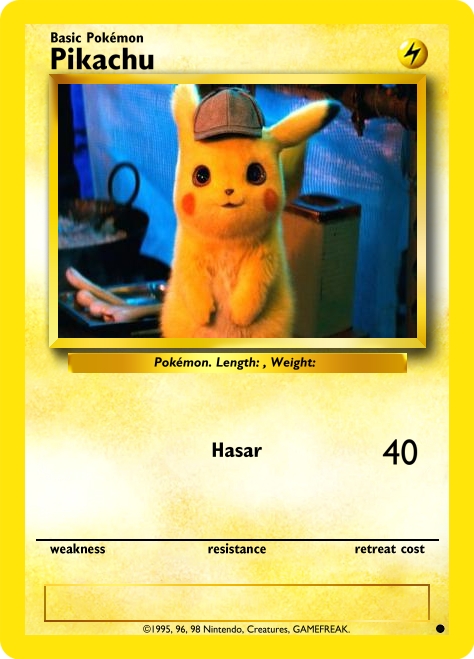 Basic Pokémon
Pikachu
Pokémon. Length: , Weight:
Hasar 40
weakness resistance retreat cost
©1995, 96, 98 Nintendo, Creatures, GAMEFREAK.